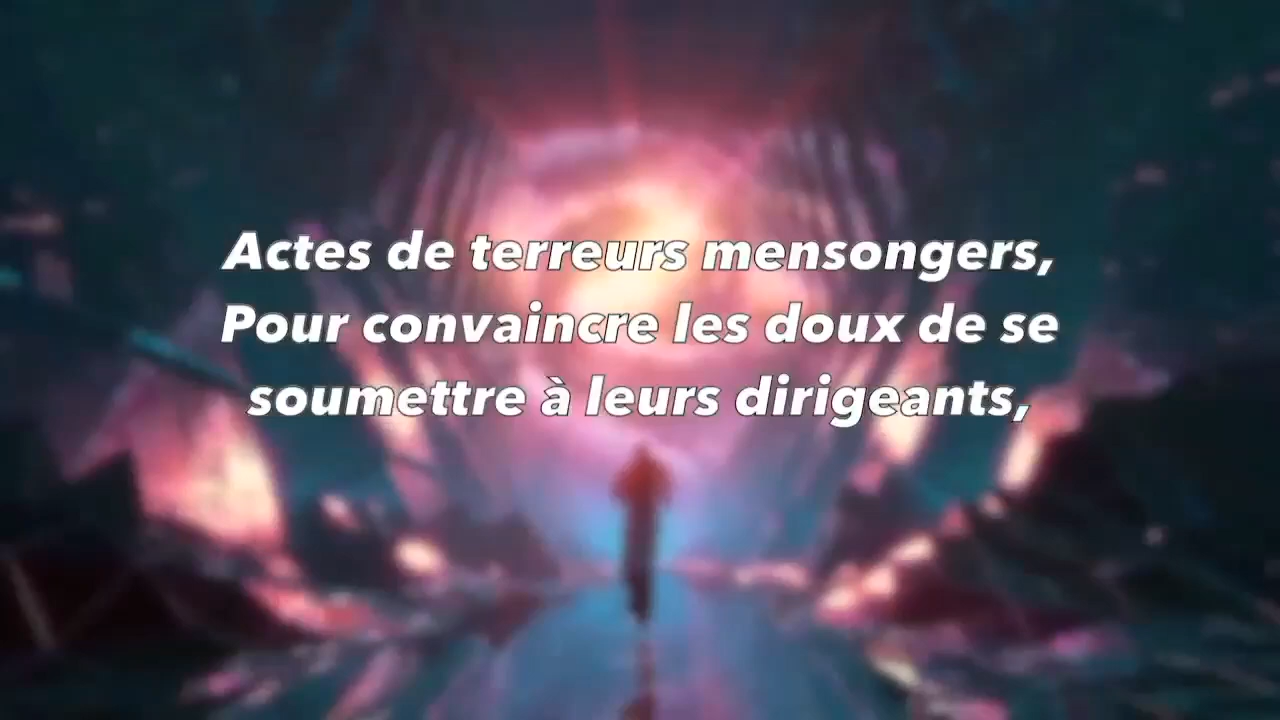 Actes de terreurs mensongers,
Pour convaincre les doux de se
soumettre à leurs dirigeants,